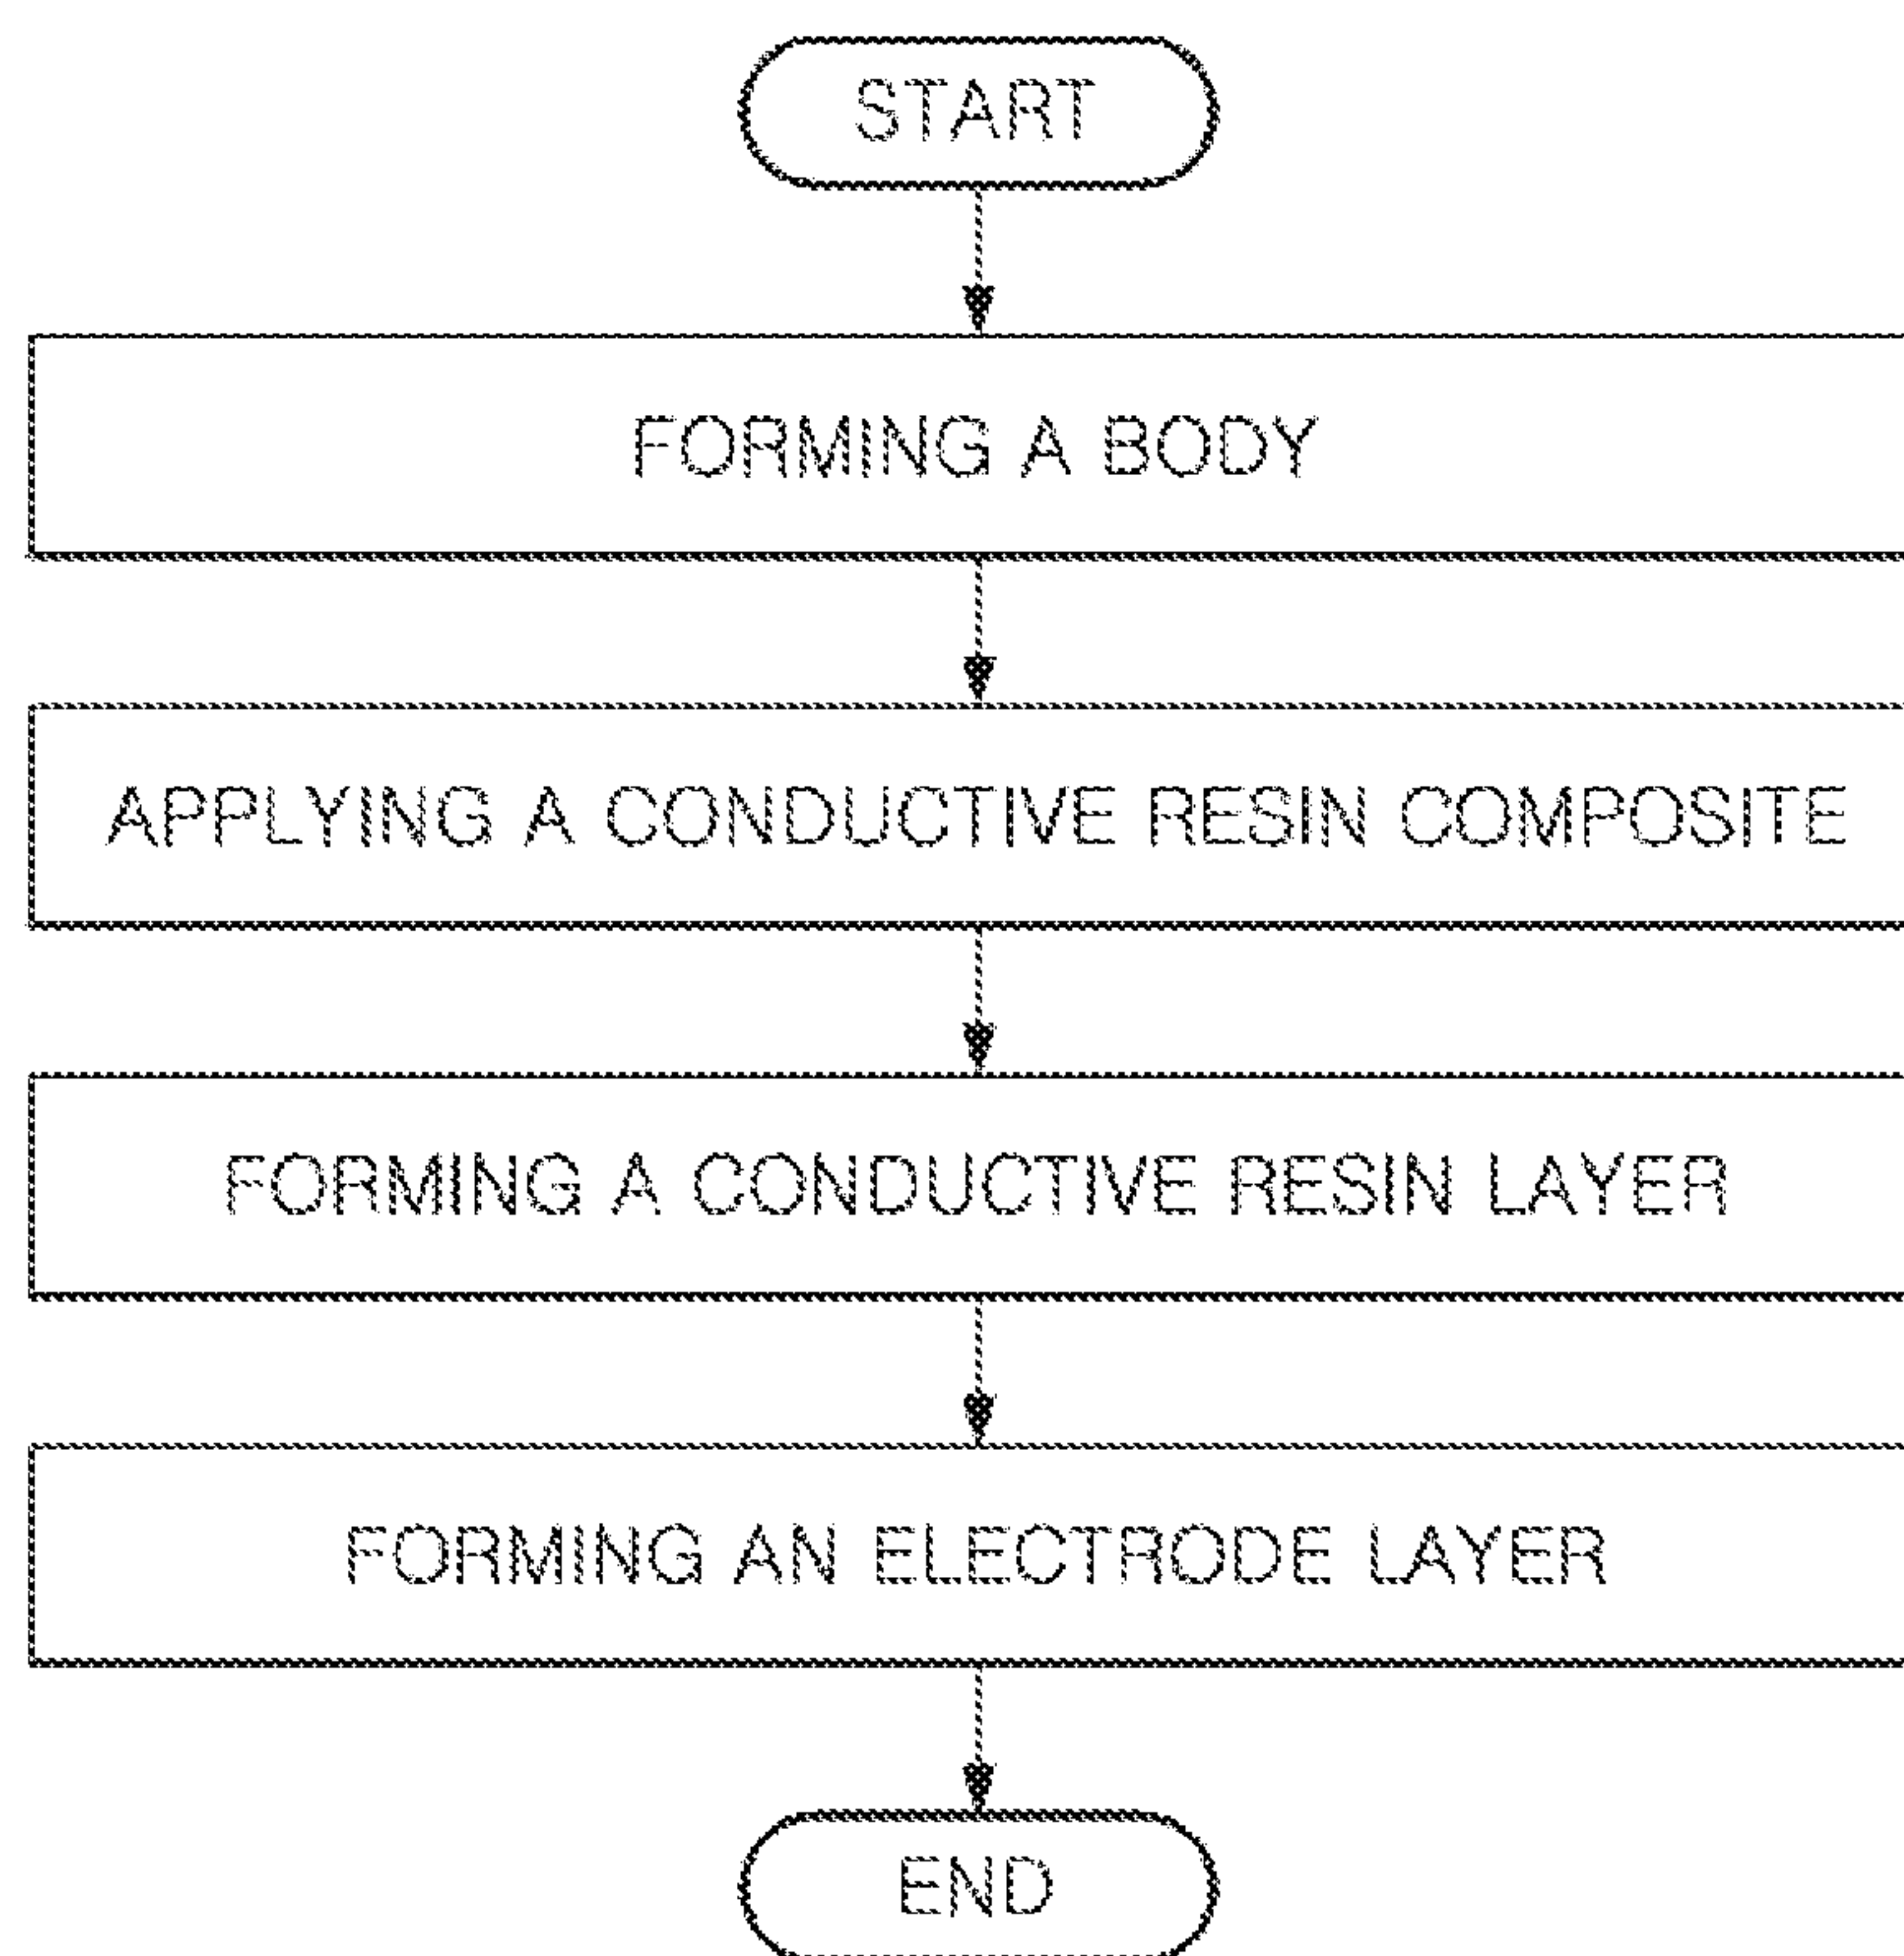 START
FORMING A BODY
APPLYING A CONDUCTIVE RESIN COMPOSITE
FORMING A CONDUCTIVE RESIN LAYER
FORMING AN ELECTRODE LAYER
END